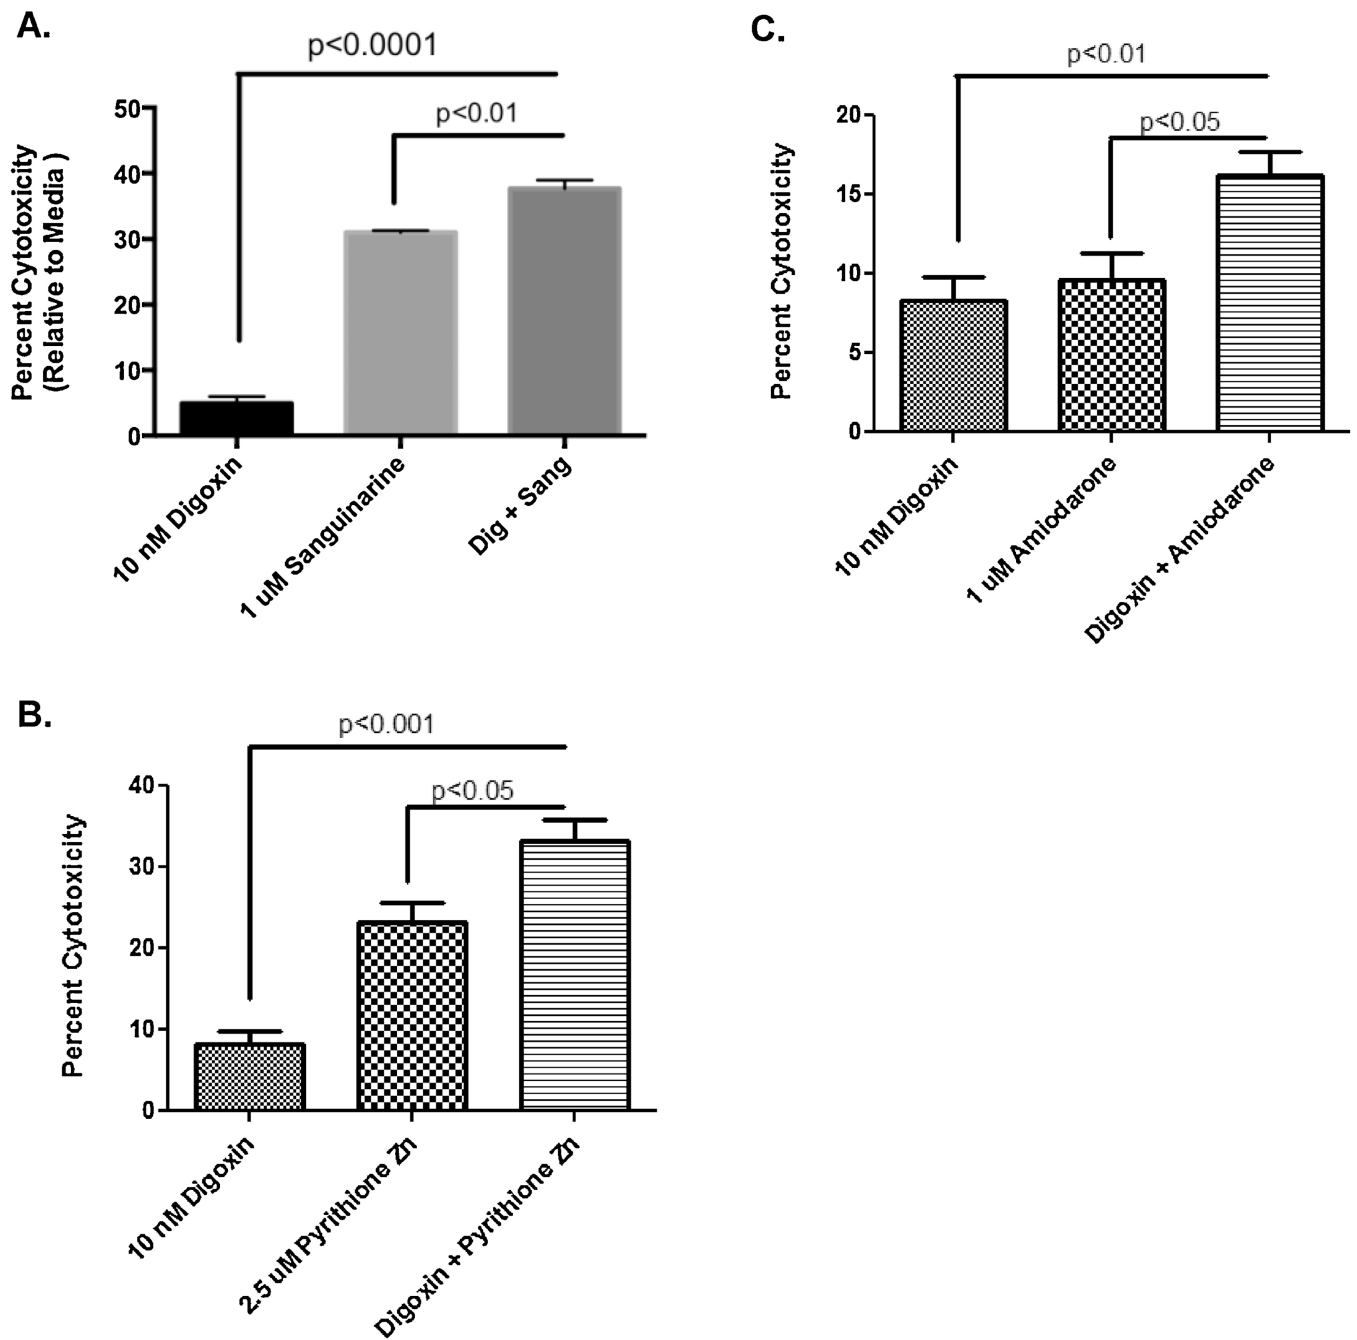 A.
p<0.0001
p<0.01
Percent Cytotoxicity
(Relative to Media )
50
40
30
20
10
0
10 nM Digoxin
1 uM Sanguinarine
Dig + Sang
C.
p<0.01
p<0.05
Percent Cytotoxicity
20
15
10
5
0
10 nM Digoxin
1 uM Amiodarone
Digoxin + Amiodarone
B.
p<0.001
p<0.05
Percent Cytotoxicity
40
30
20
10
0
10 nM Digoxin
2.5 uM Pyrithione Zn
Digoxin + Pyrithione Zn